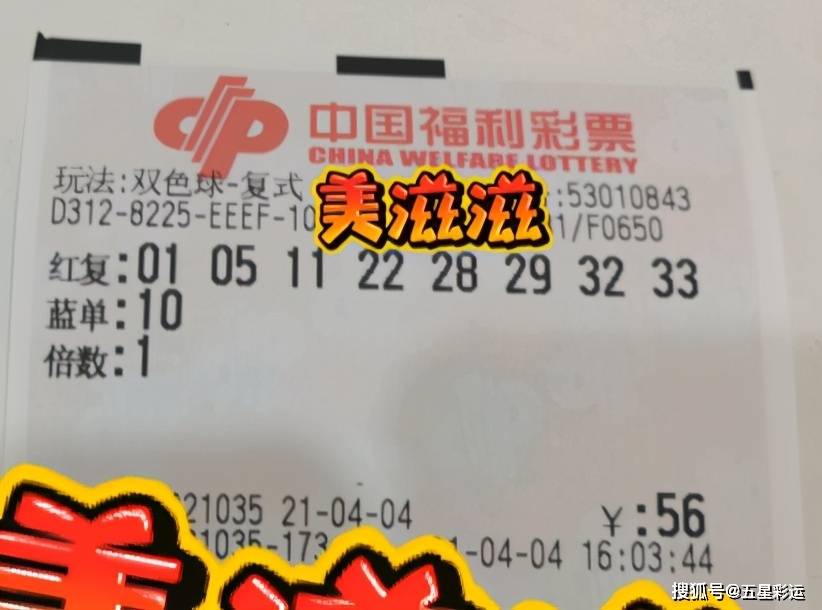 中国福利彩票
CHINA WELFARE LOTTERY
玩法:双色球-复式
美滋滋
:53010843
D312-8225-EEEF-10
1/F0650
红复:01 05 11 22 28 29 32 33
蓝单:10
倍数:1
21035 21-04-04
¥:56
1035-173
1-04-04 16:03:44
美滋
搜狐号@五星彩运